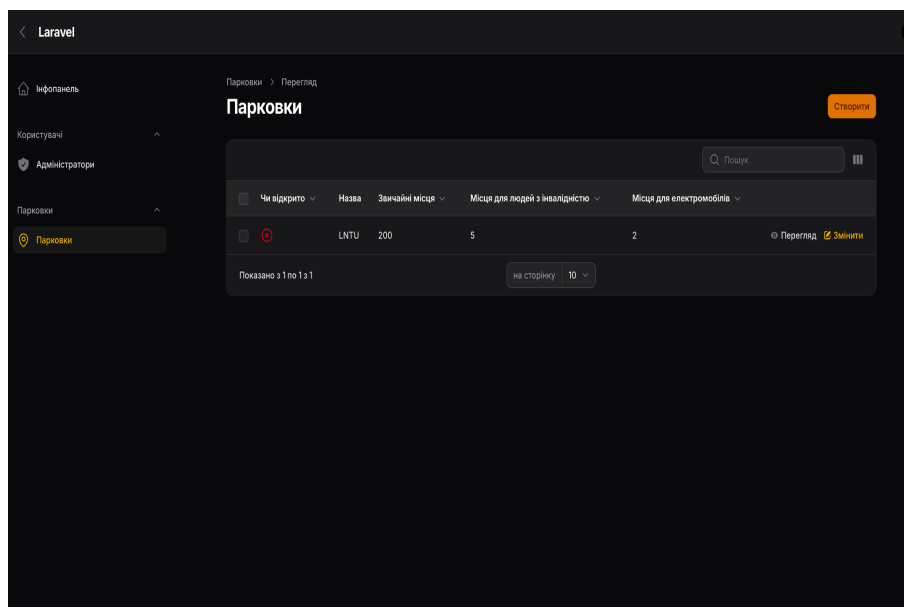 Laravel
Інфопанель
Користувачі
Адміністратори
Парковки
Парковки
Парковки > Перегляд
Парковки
Створити
Пошук
Чи відкрито Назва Звичайні місця Місця для людей з інвалідністю Місця для електромобілів
LNTU 200 5 2 Перегляд Змінити
Показано з 1 по 1 з 1 на сторінку 10